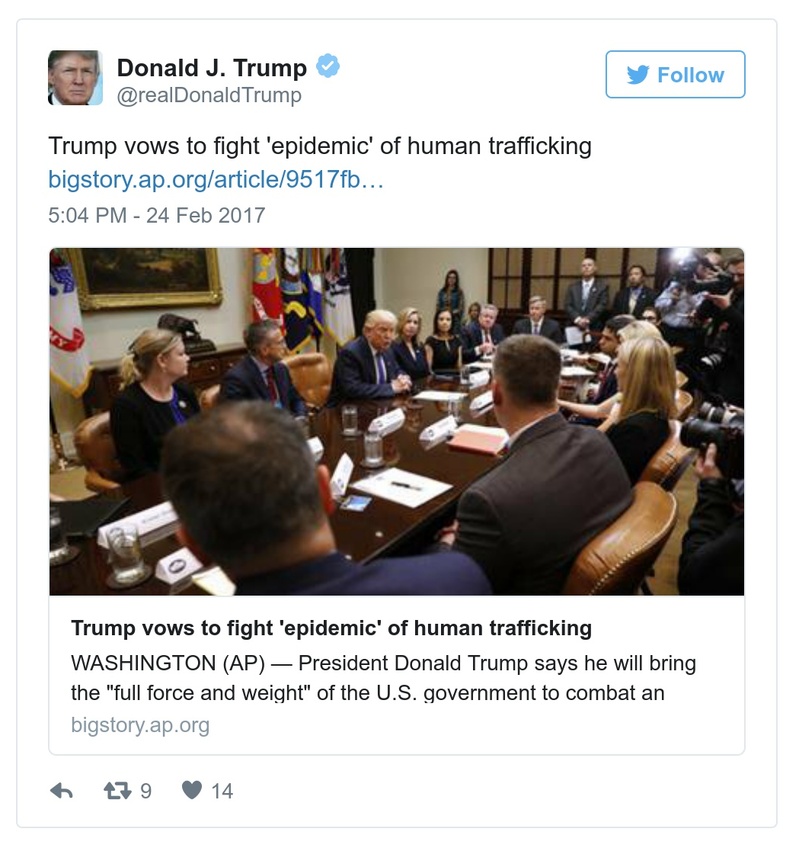 Donald J. Trump
@realDonaldTrump
Follow
Trump vows to fight 'epidemic' of human trafficking
bigstory.ap.org/article/9517fb…
5:04 PM - 24 Feb 2017
Trump vows to fight 'epidemic' of human trafficking
WASHINGTON (AP) — President Donald Trump says he will bring
the "full force and weight" of the U.S. government to combat an
bigstory.ap.org
9
14